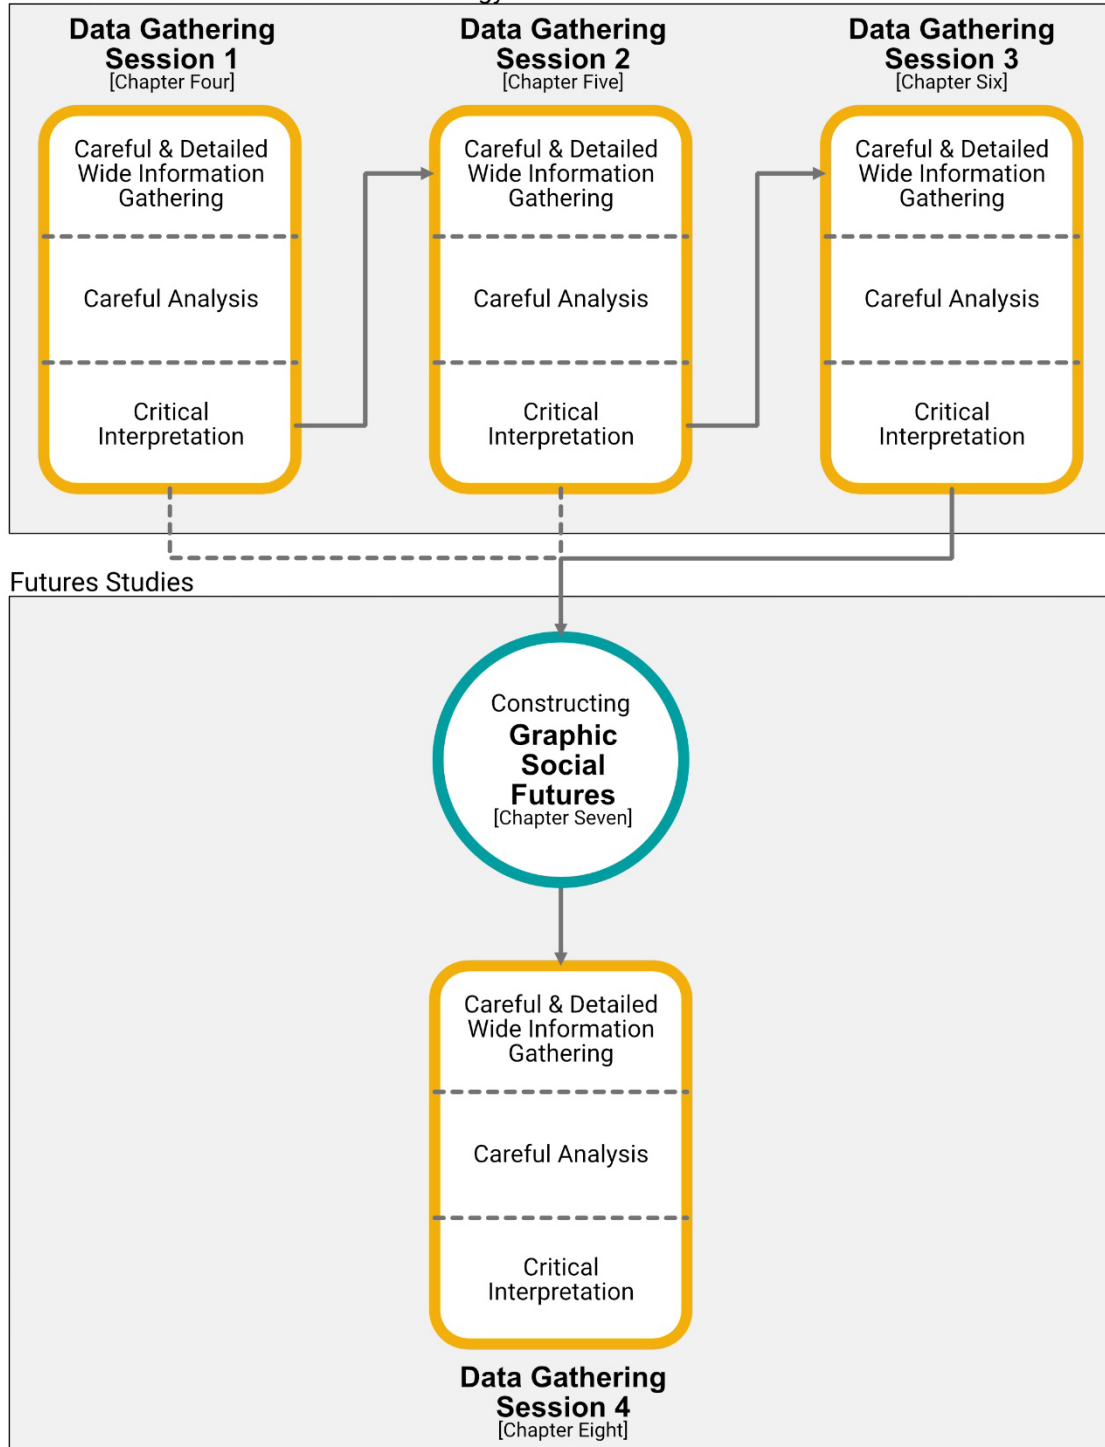 Data Gathering
Session 1
[Chapter Four]
Data Gathering
Session 2
[Chapter Five]
Data Gathering
Session 3
[Chapter Six]
Careful & Detailed
Wide Information
Gathering
Careful Analysis
Critical
Interpretation
Careful & Detailed
Wide Information
Gathering
Careful Analysis
Critical
Interpretation
Careful & Detailed
Wide Information
Gathering
Careful Analysis
Critical
Interpretation
Futures Studies
Constructing
Graphic
Social
Futures
[Chapter Seven]
Careful & Detailed
Wide Information
Gathering
Careful Analysis
Critical
Interpretation
Data Gathering
Session 4
[Chapter Eight]